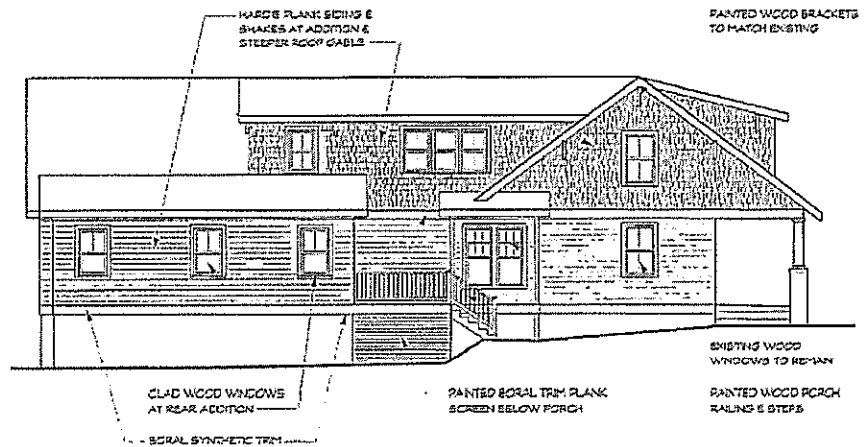 HARDIE PLANK SIDING &
SHAKES AT ADDITION &
STEEPER ROOF GABLE
PAINTED WOOD BRACKETS
TO MATCH EXISTING
EXISTING WOOD
WINDOWS TO REMAIN
CLAD WOOD WINDOWS
AT REAR ADDITION
PAINTED BORAL TRIM PLANK
SCREEN BELOW PORCH
PAINTED WOOD PORCH
RAILING & STEPS
BORAL SYNTHETIC TRIM